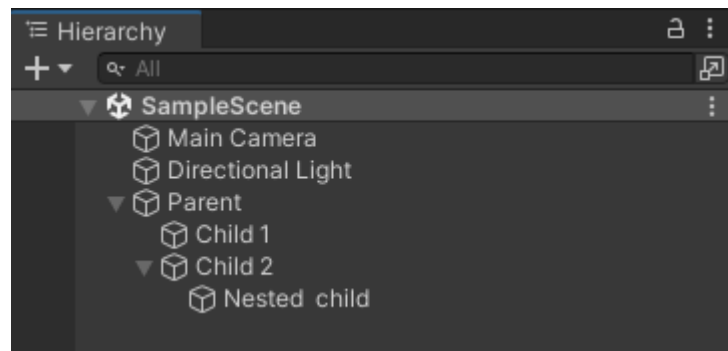 Hierarchy
All
SampleScene
Main Camera
Directional Light
Parent
Child 1
Child 2
Nested child